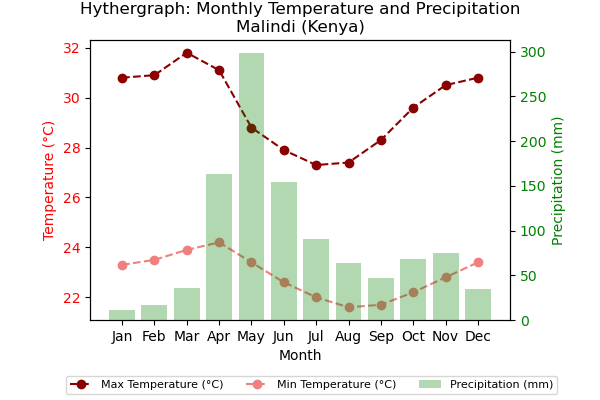 Hythergraph: Monthly Temperature and Precipitation
Malindi (Kenya)
Temperature (°C)
32
30
28
26
24
22
Precipitation (mm)
300
250
200
150
100
50
0
Jan Feb Mar Apr May Jun Jul Aug Sep Oct Nov Dec
Month
Max Temperature (°C) Min Temperature (°C) Precipitation (mm)